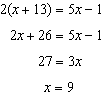 2(x + 13) = 5x − 1
2x + 26 = 5x − 1
27 = 3x
x = 9